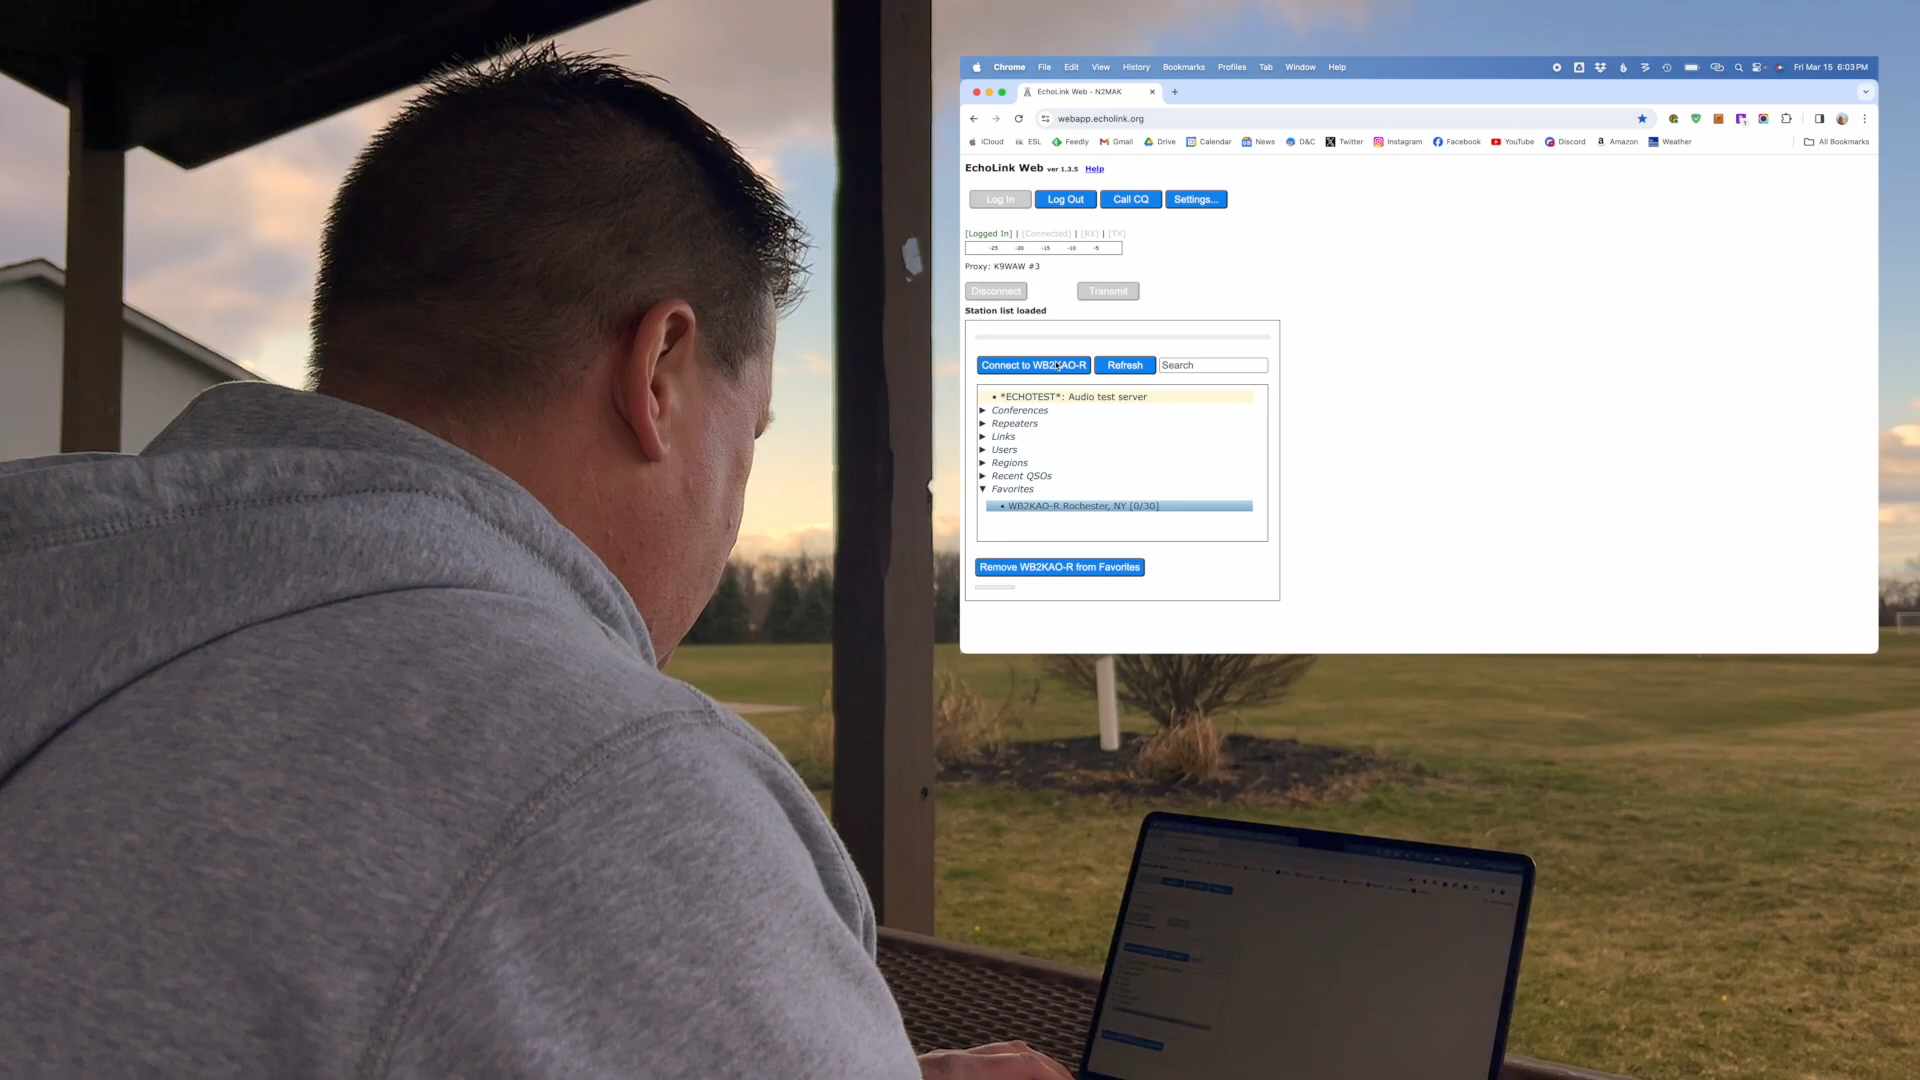 Chrome File Edit View History Bookmarks Profiles Tab Window Help Fri Mar 15 6:03 PM
EchoLink Web - N2MAK
webapp.echolink.org
iCloud ESL Feedly Gmail Drive Calendar News D&C Twitter Instagram Facebook YouTube Discord Amazon Weather All Bookmarks
EchoLink Web ver 1.3.5 Help
Log In Log Out Call CQ Settings...
[Logged In] | [Connected] | [RX] | [TX]
-25 -20 -15 -10 -5
Proxy: K9WAW #3
Disconnect Transmit
Station list loaded
Connect to WB2KAO-R Refresh Search
• *ECHOTEST*: Audio test server
▶ Conferences
▶ Repeaters
▶ Links
▶ Users
▶ Regions
▶ Recent QSOs
▼ Favorites
• WB2KAO-R Rochester, NY [0/30]
Remove WB2KAO-R from Favorites